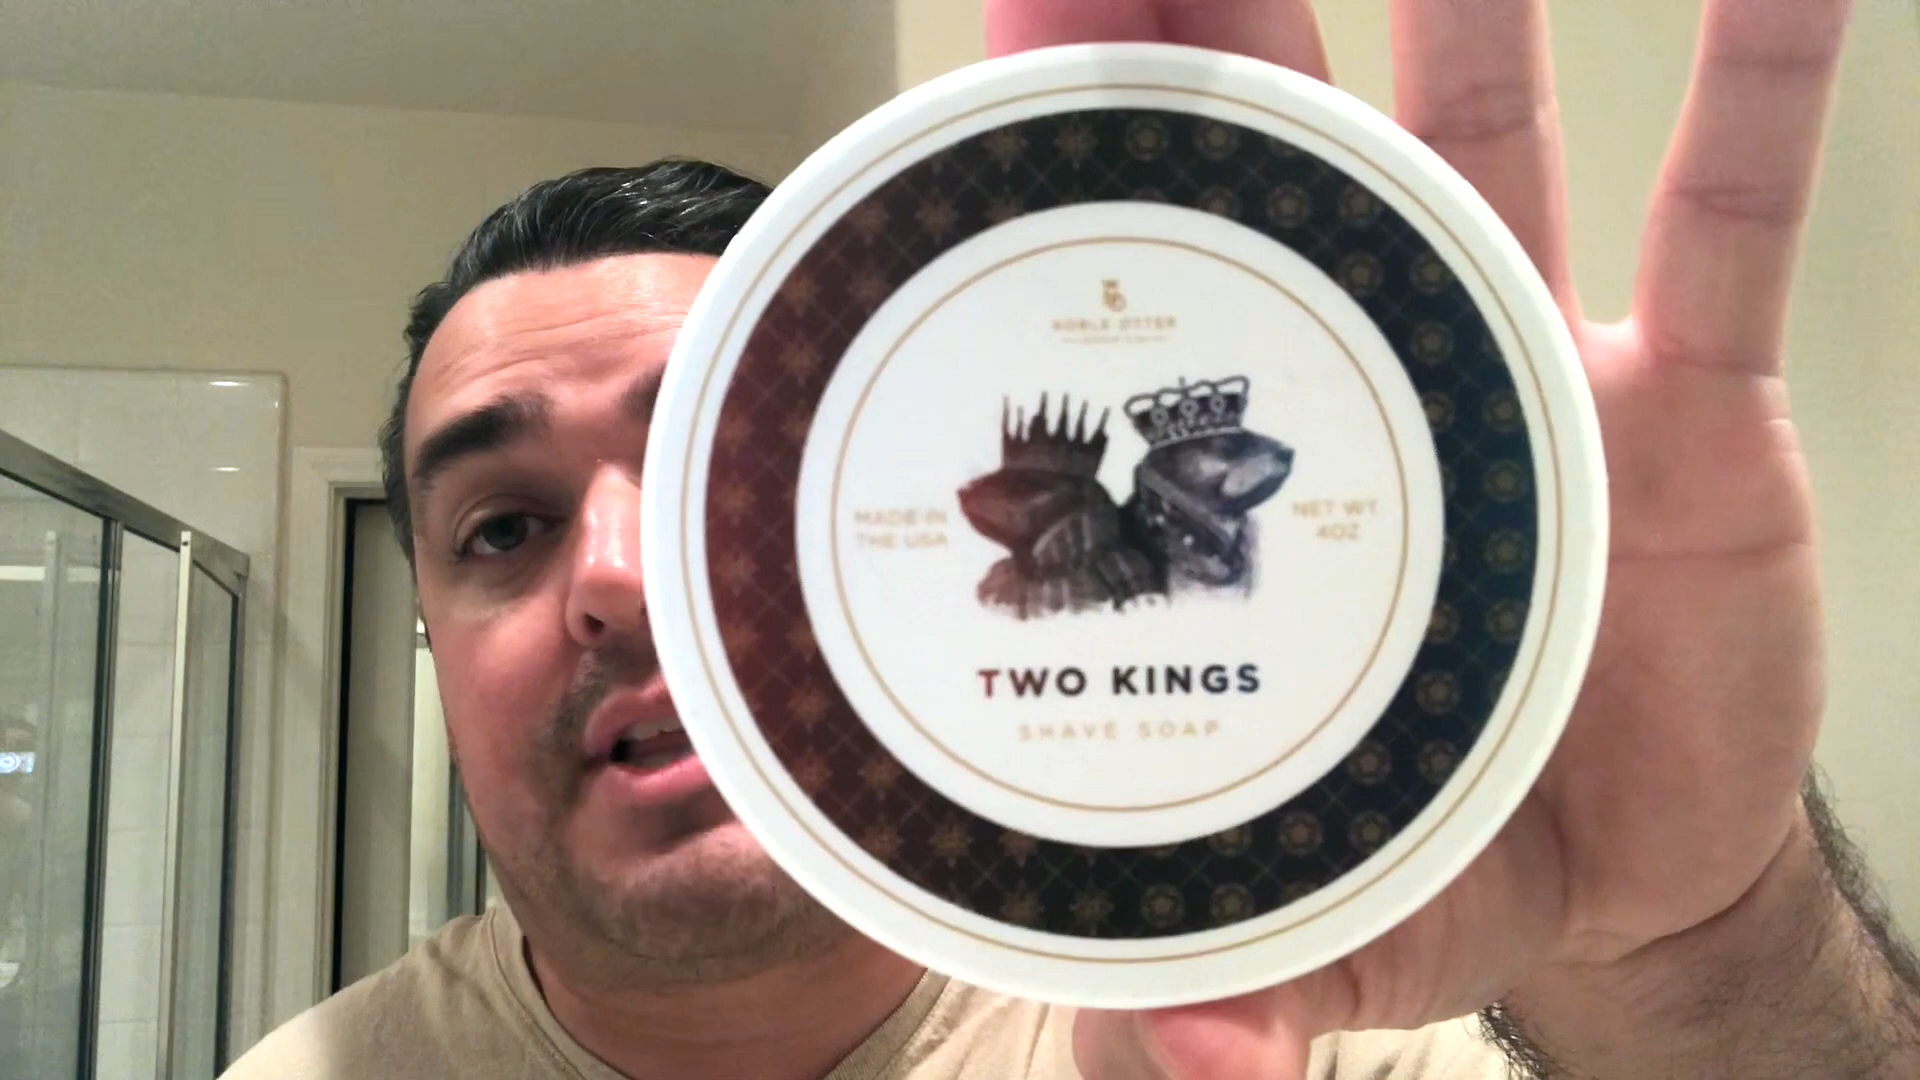 NOBLE OTTER
MADE IN
THE USA
NET WT
4OZ
TWO KINGS
SHAVE SOAP